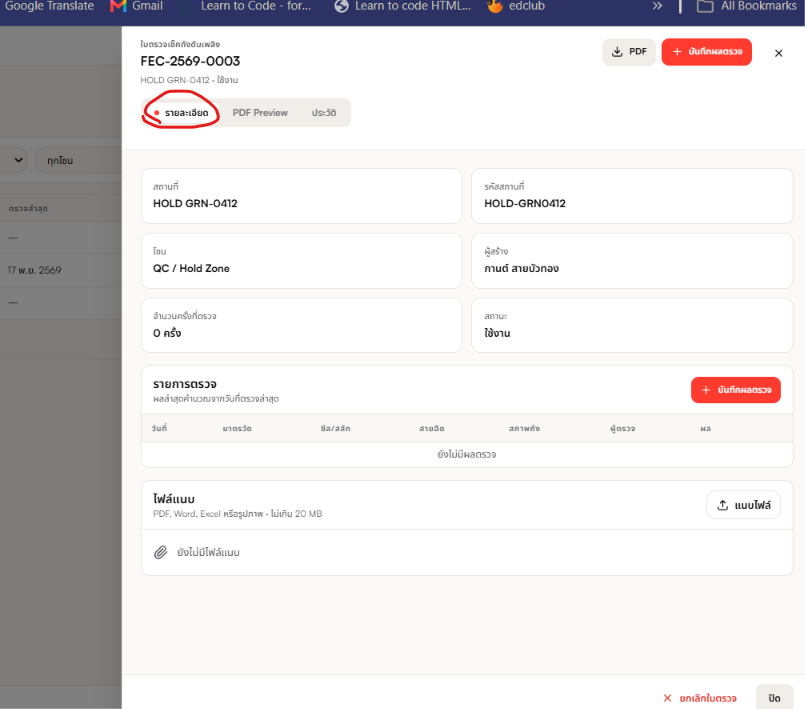 Google Translate
Gmail
Learn to Code - for...
Learn to code HTML...
edclub
»
All Bookmarks
ใบตรวจเช็คถังดับเพลิง
FEC-2569-0003
HOLD GRN-0412 • ใช้งาน
PDF
+ บันทึกผลตรวจ
×
รายละเอียด
PDF Preview
ประวัติ
ทุกโซน
ตรวจล่าสุด
—
17 พ.ย. 2569
—
สถานที่
HOLD GRN-0412
รหัสสถานที่
HOLD-GRN0412
โซน
QC / Hold Zone
ผู้สร้าง
กานต์ สายบัวทอง
จำนวนครั้งที่ตรวจ
0 ครั้ง
สถานะ
ใช้งาน
รายการตรวจ
ผลล่าสุดคำนวณจากวันที่ตรวจล่าสุด
+ บันทึกผลตรวจ
วันที่ มาตรวัด ซีล/สลัก สายฉีด สภาพถัง ผู้ตรวจ ผล
ยังไม่มีผลตรวจ
ไฟล์แนบ
PDF, Word, Excel หรือรูปภาพ • ไม่เกิน 20 MB
แนบไฟล์
ยังไม่มีไฟล์แนบ
× ยกเลิกใบตรวจ
ปิด